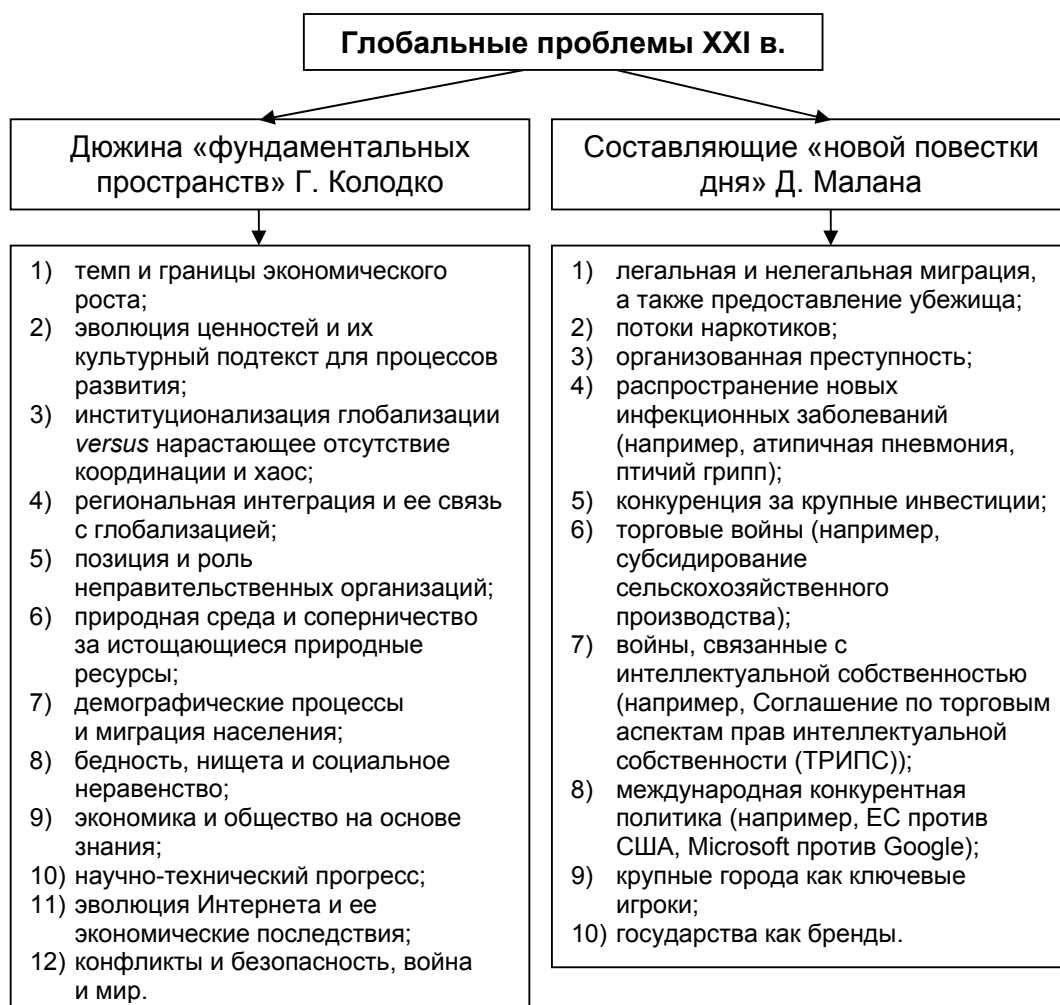 Глобальные проблемы XXI в.
Дюжина «фундаментальных
пространств» Г. Колодко
1) темп и границы экономического
роста;
2) эволюция ценностей и их
культурный подтекст для процессов
развития;
3) институционализация глобализации
versus нарастающее отсутствие
координации и хаос;
4) региональная интеграция и ее связь
с глобализацией;
5) позиция и роль
неправительственных организаций;
6) природная среда и соперничество
за истощающиеся природные
ресурсы;
7) демографические процессы
и миграция населения;
8) бедность, нищета и социальное
неравенство;
9) экономика и общество на основе
знания;
10) научно-технический прогресс;
11) эволюция Интернета и ее
экономические последствия;
12) конфликты и безопасность, война
и мир.
Составляющие «новой повестки
дня» Д. Малана
1) легальная и нелегальная миграция,
а также предоставление убежища;
2) потоки наркотиков;
3) организованная преступность;
4) распространение новых
инфекционных заболеваний
(например, атипичная пневмония,
птичий грипп);
5) конкуренция за крупные инвестиции;
6) торговые войны (например,
субсидирование
сельскохозяйственного
производства);
7) войны, связанные с
интеллектуальной собственностью
(например, Соглашение по торговым
аспектам прав интеллектуальной
собственности (ТРИПС));
8) международная конкурентная
политика (например, ЕС против
США, Microsoft против Google);
9) крупные города как ключевые
игроки;
10) государства как бренды.